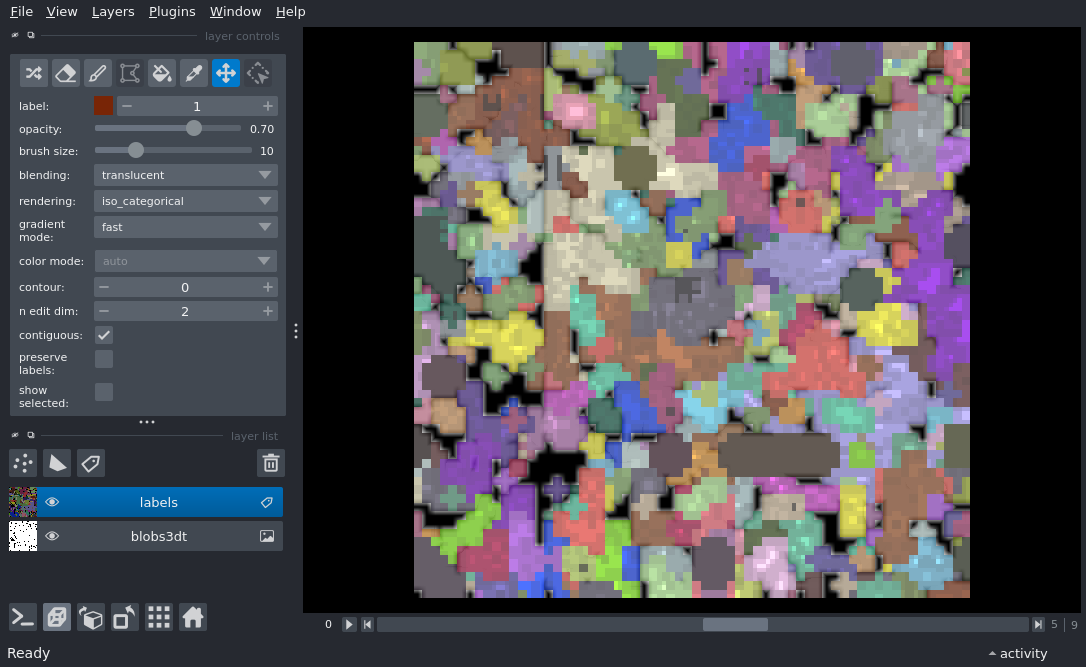 File View Layers Plugins Window Help
layer controls
label: 1
opacity: 0.70
brush size: 10
blending: translucent
rendering: iso_categorical
gradient
mode: fast
color mode: auto
contour: 0
n edit dim: 2
contiguous:
preserve
labels:
show
selected:
layer list
labels
blobs3dt
0 5 | 9
Ready activity